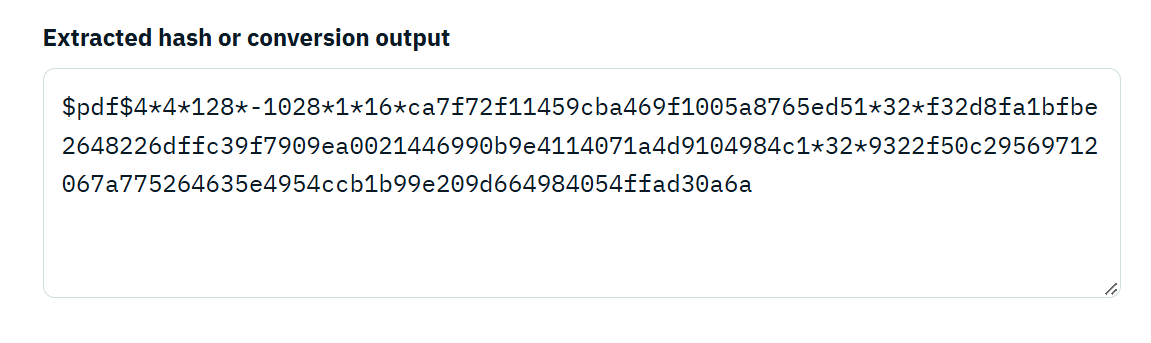 Extracted hash or conversion output
$pdf$4*4*128*-1028*1*16*ca7f72f11459cba469f1005a8765ed51*32*f32d8fa1bfbe
2648226dffc39f7909ea0021446990b9e4114071a4d9104984c1*32*9322f50c29569712
067a775264635e4954ccb1b99e209d664984054ffad30a6a